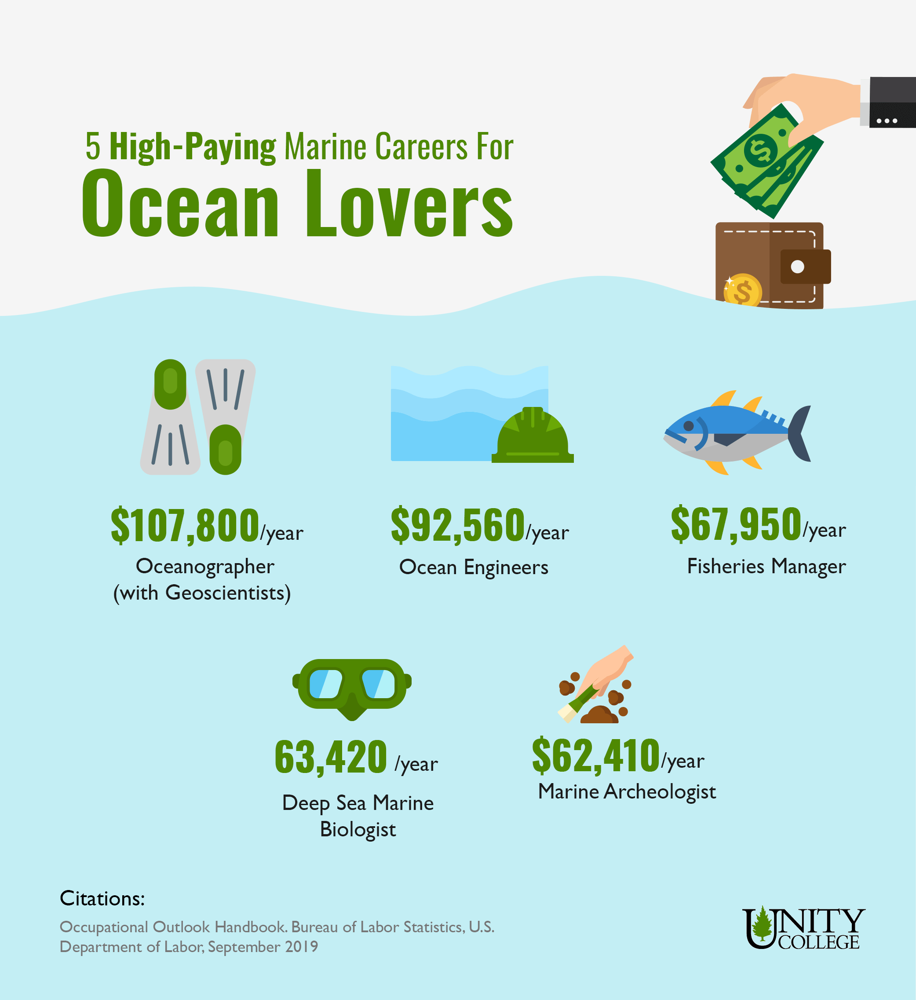 5 High-Paying Marine Careers For
Ocean Lovers
$107,800/year
Oceanographer
(with Geoscientists)
$92,560/year
Ocean Engineers
$67,950/year
Fisheries Manager
63,420 /year
Deep Sea Marine
Biologist
$62,410/year
Marine Archeologist
Citations:
Occupational Outlook Handbook. Bureau of Labor Statistics, U.S.
Department of Labor, September 2019
UNITY
COLLEGE